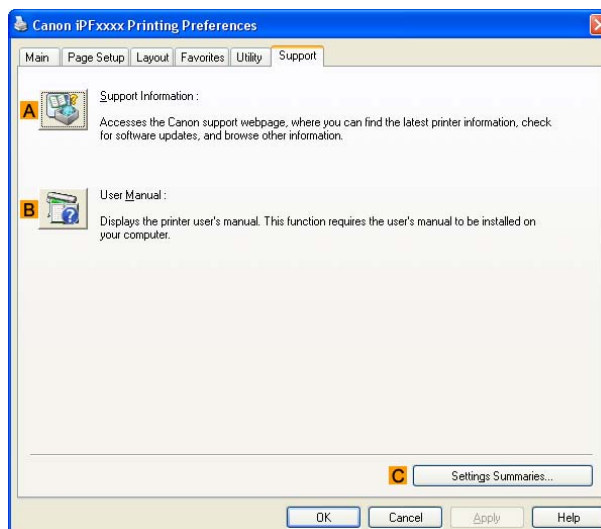 Canon iPFxxxx Printing Preferences
Main Page Setup Layout Favorites Utility Support
A
Support Information :
Accesses the Canon support webpage, where you can find the latest printer information, check
for software updates, and browse other information.
B
User Manual :
Displays the printer user's manual. This function requires the user's manual to be installed on
your computer.
C Settings Summaries...
OK Cancel Apply Help